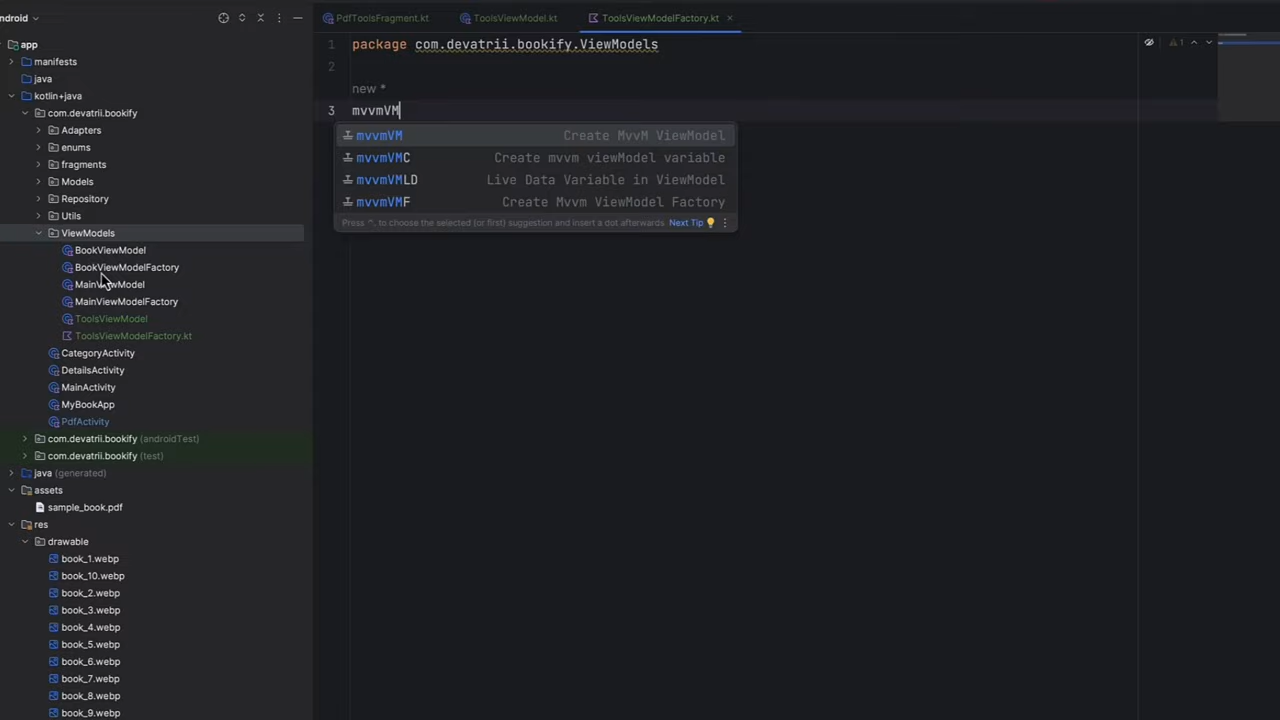 ndroid
PdfToolsFragment.kt
ToolsViewModel.kt
ToolsViewModelFactory.kt
app
manifests
java
kotlin+java
com.devatrii.bookify
Adapters
enums
fragments
Models
Repository
Utils
ViewModels
BookViewModel
BookViewModelFactory
MainViewModel
MainViewModelFactory
ToolsViewModel
ToolsViewModelFactory.kt
CategoryActivity
DetailsActivity
MainActivity
MyBookApp
PdfActivity
com.devatrii.bookify (androidTest)
com.devatrii.bookify (test)
java (generated)
assets
sample_book.pdf
res
drawable
book_1.webp
book_10.webp
book_2.webp
book_3.webp
book_4.webp
book_5.webp
book_6.webp
book_7.webp
book_8.webp
book_9.webp
1 package com.devatrii.bookify.ViewModels
1
2
new *
3 mvvmVM
mvvmVM Create MvvM ViewModel
mvvmVMC Create mvvm viewModel variable
mvvmVMLD Live Data Variable in ViewModel
mvvmVMF Create Mvvm ViewModel Factory
Press ^. to choose the selected (or first) suggestion and insert a dot afterwards Next Tip